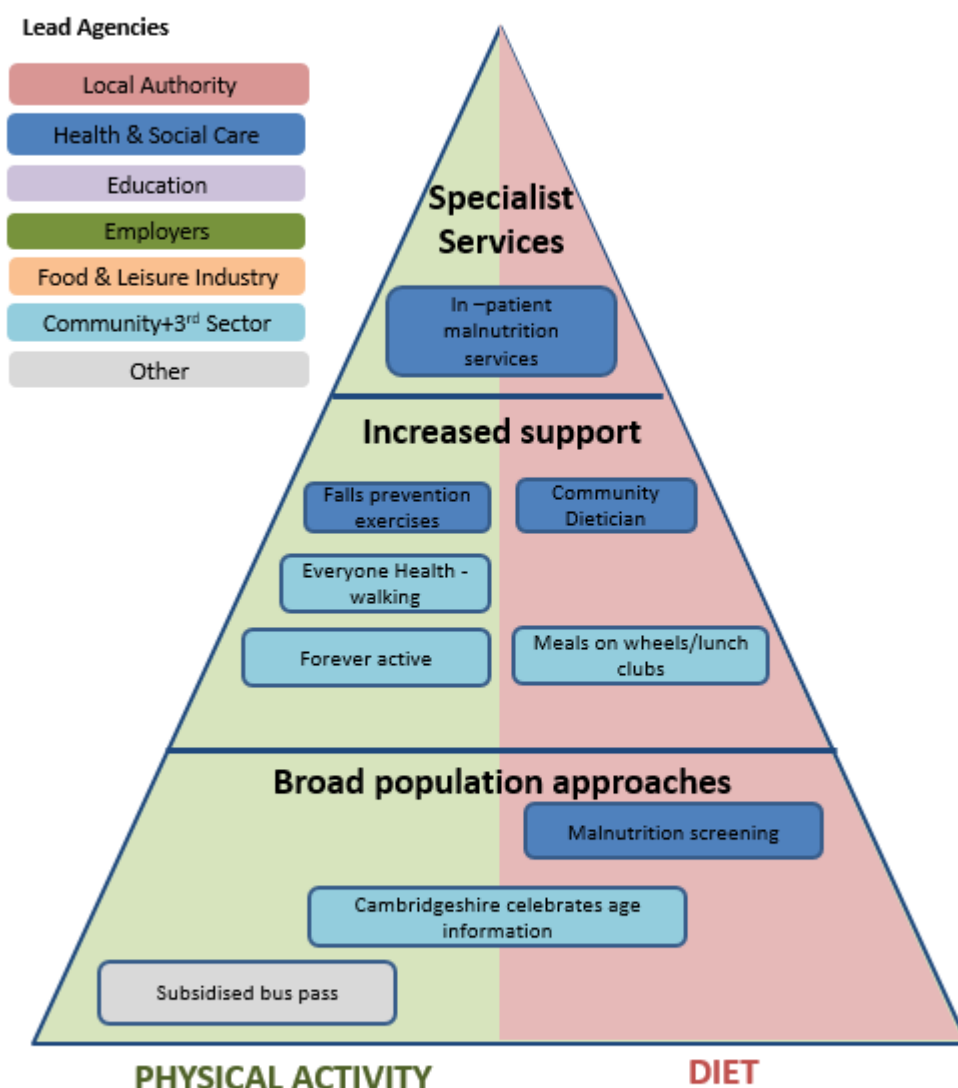 Lead Agencies
Local Authority
Health & Social Care
Education
Employers
Food & Leisure Industry
Community+3rd Sector
Other
Specialist
Services
In –patient
malnutrition
services
Increased support
Falls prevention
exercises
Community
Dietician
Everyone Health -
walking
Forever active
Meals on wheels/lunch
clubs
Broad population approaches
Malnutrition screening
Cambridgeshire celebrates age
information
Subsidised bus pass
PHYSICAL ACTIVITY
DIET